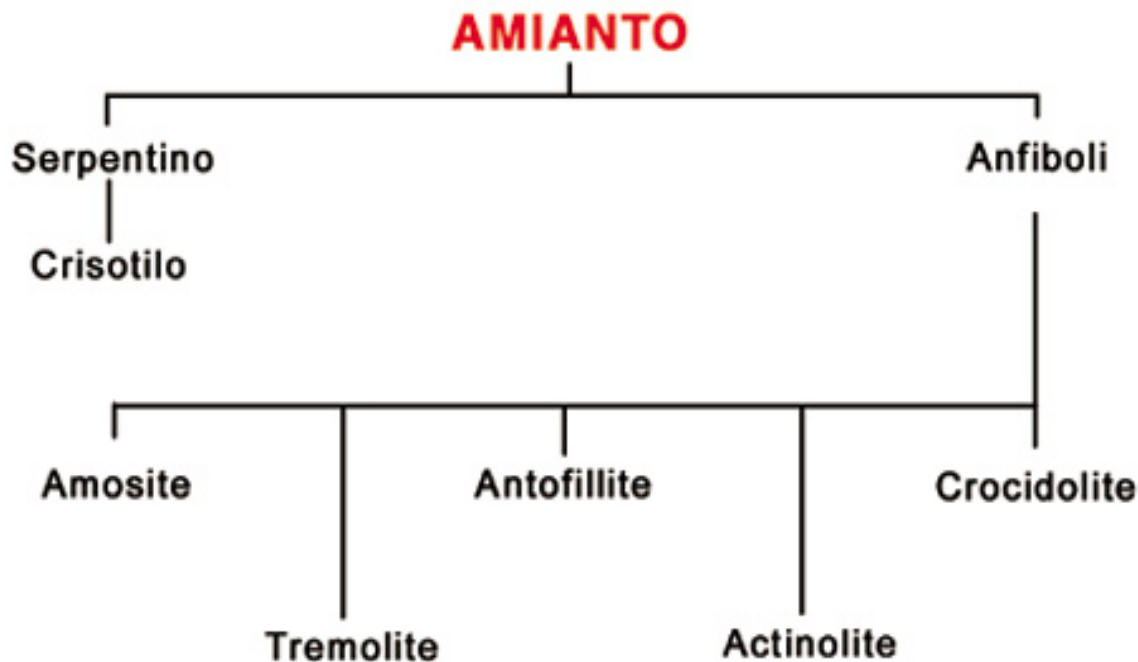 AMIANTO
Serpentino
Anfiboli
Crisotilo
Amosite
Antofillite
Crocidolite
Tremolite
Actinolite